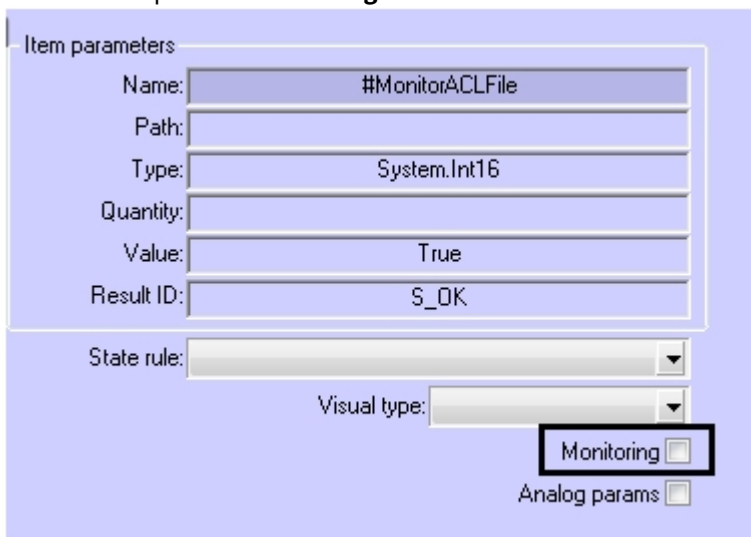 Item parameters
Name: #MonitorACLFile
Path:
Type: System.Int16
Quantity:
Value: True
Result ID: S_OK
State rule:
Visual type:
Monitoring
Analog params